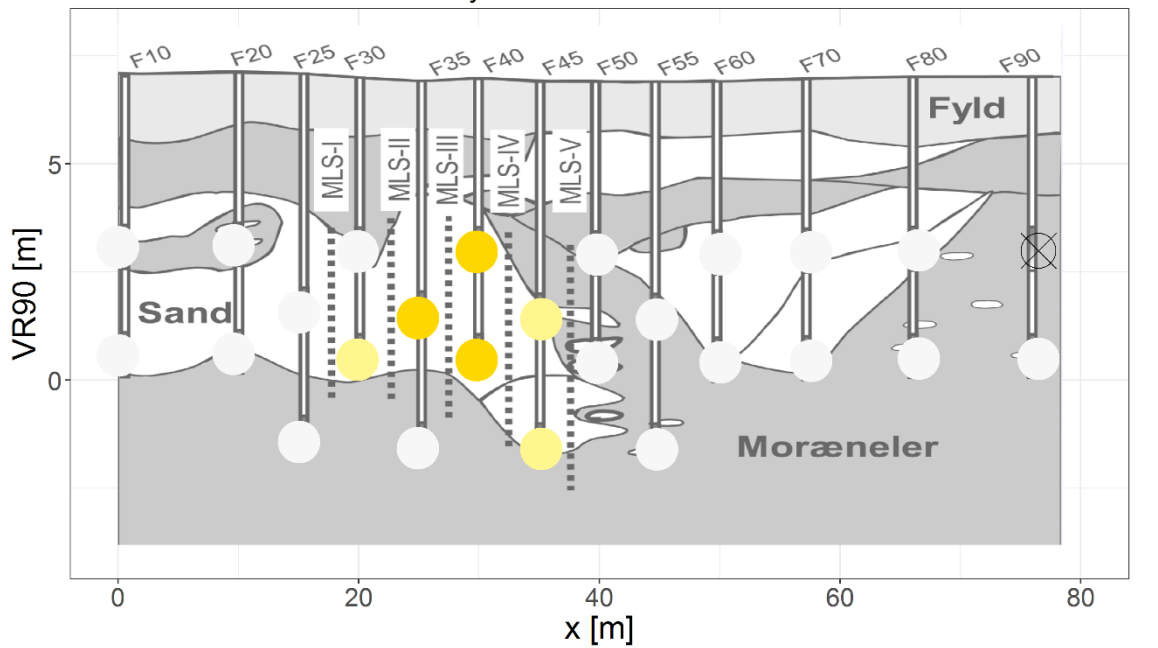 F10 F20 F25 F30 F35 F40 F45 F50 F55 F60 F70 F80 F90
Fyld
MLS-I MLS-II MLS-III MLS-IV MLS-V
5
Sand
0
Moræneler
VR90 [m]
0 20 40 60 80
x [m]